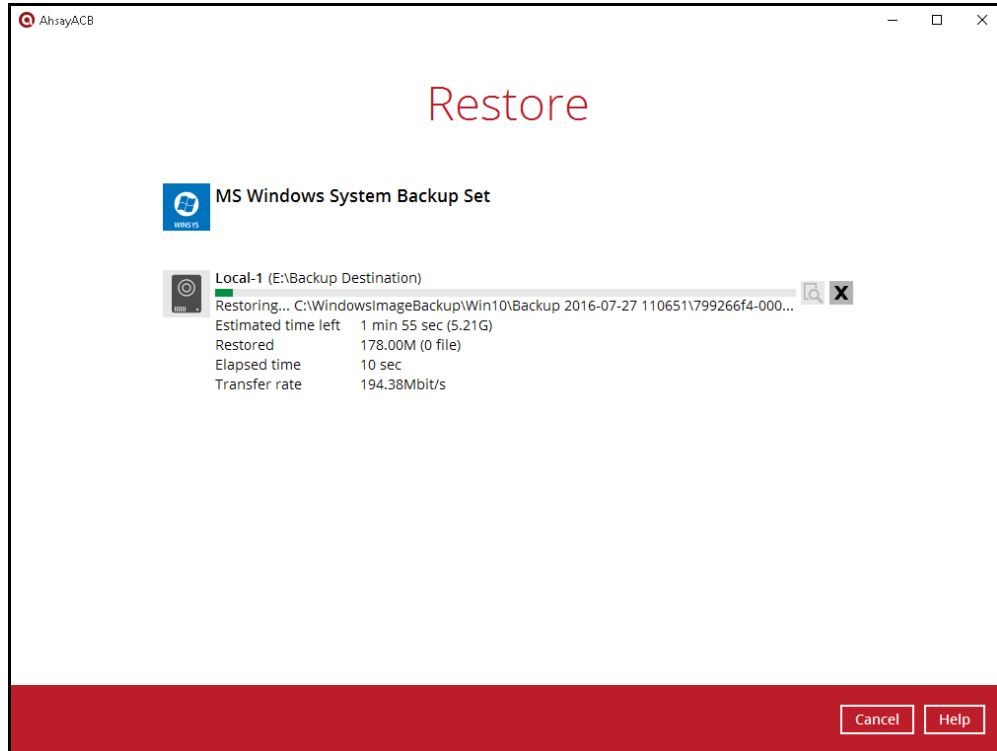 AhsayACB
Restore
MS Windows System Backup Set
WINSYS
Local-1 (E:\Backup Destination)
Restoring... C:\WindowsImageBackup\Win10\Backup 2016-07-27 110651\799266f4-000...
Estimated time left 1 min 55 sec (5.21G)
Restored 178.00M (0 file)
Elapsed time 10 sec
Transfer rate 194.38Mbit/s
X
Cancel Help